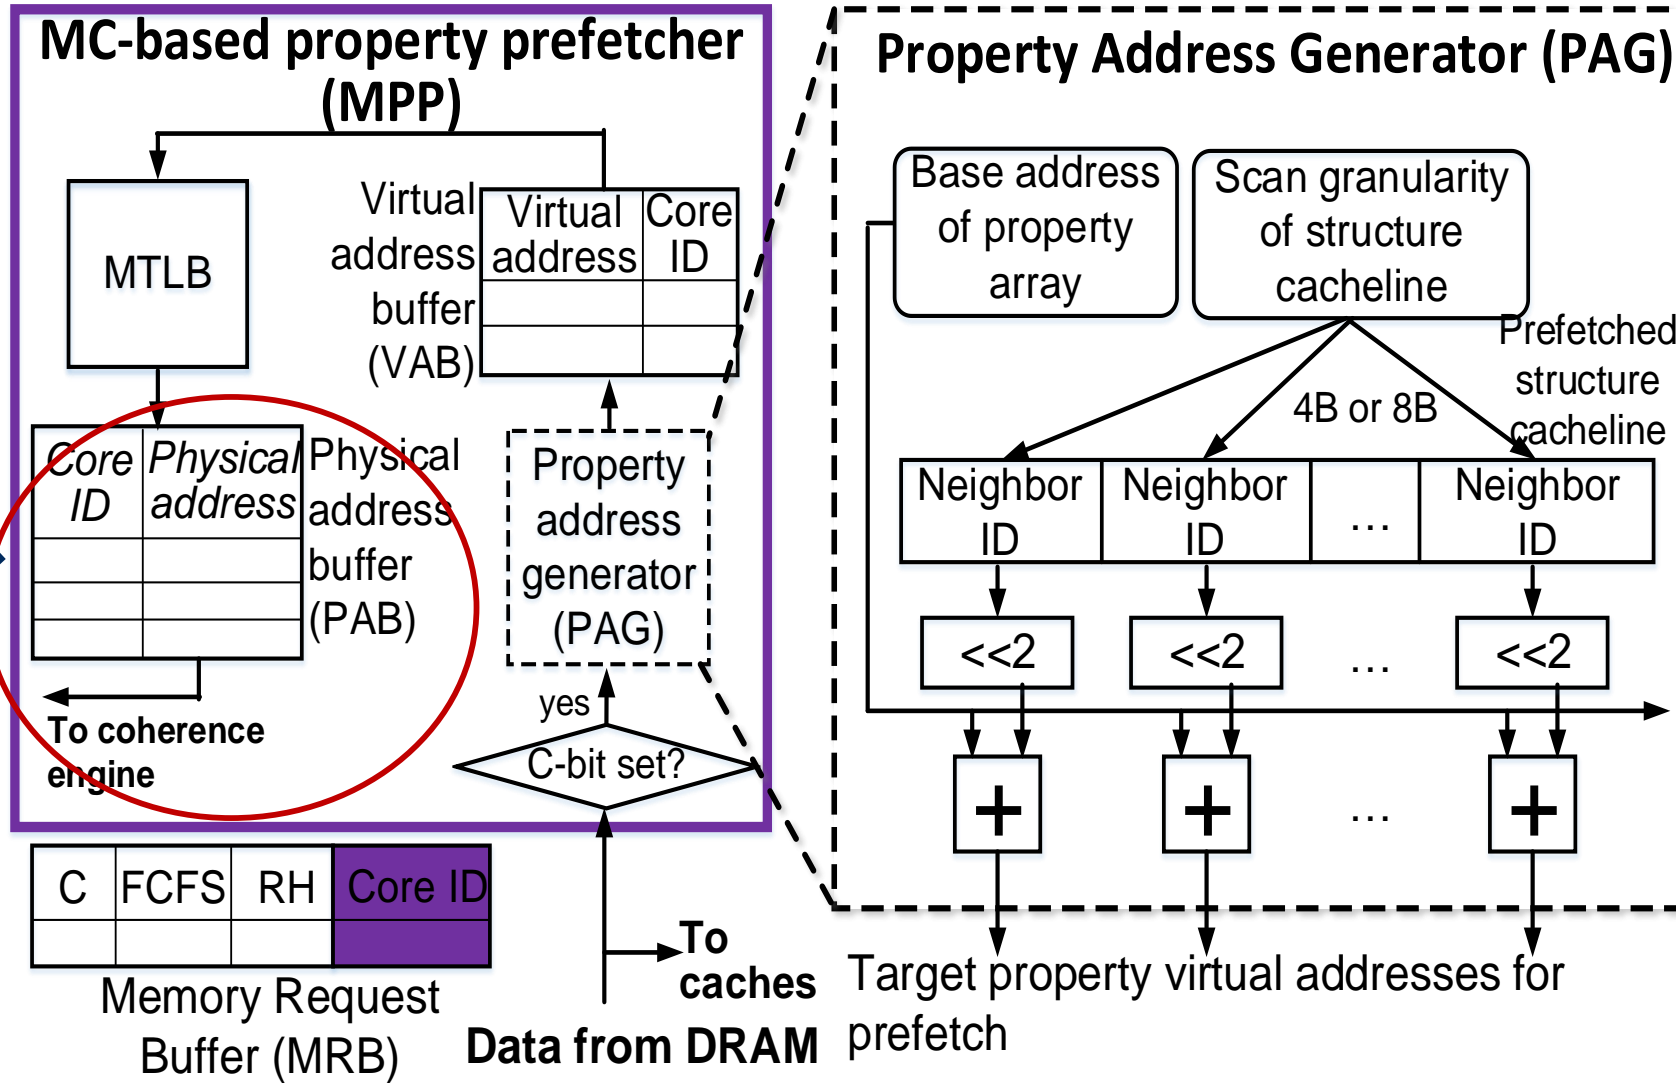 MC-based property prefetcher
(MPP)
MTLB
Virtual
address
buffer
(VAB)
Virtual
address
Core
ID
Core
ID
Physical
address
Physical
address
buffer
(PAB)
To coherence
engine
Property
address
generator
(PAG)
yes
C-bit set?
C
FCFS
RH
Core ID
Memory Request
Buffer (MRB)
To
caches
Data from DRAM
Property Address Generator (PAG)
Base address
of property
array
Scan granularity
of structure
cacheline
Prefetched
structure
cacheline
4B or 8B
Neighbor
ID
Neighbor
ID
...
Neighbor
ID
<<2
<<2
...
<<2
+
+
...
+
Target property virtual addresses for
prefetch